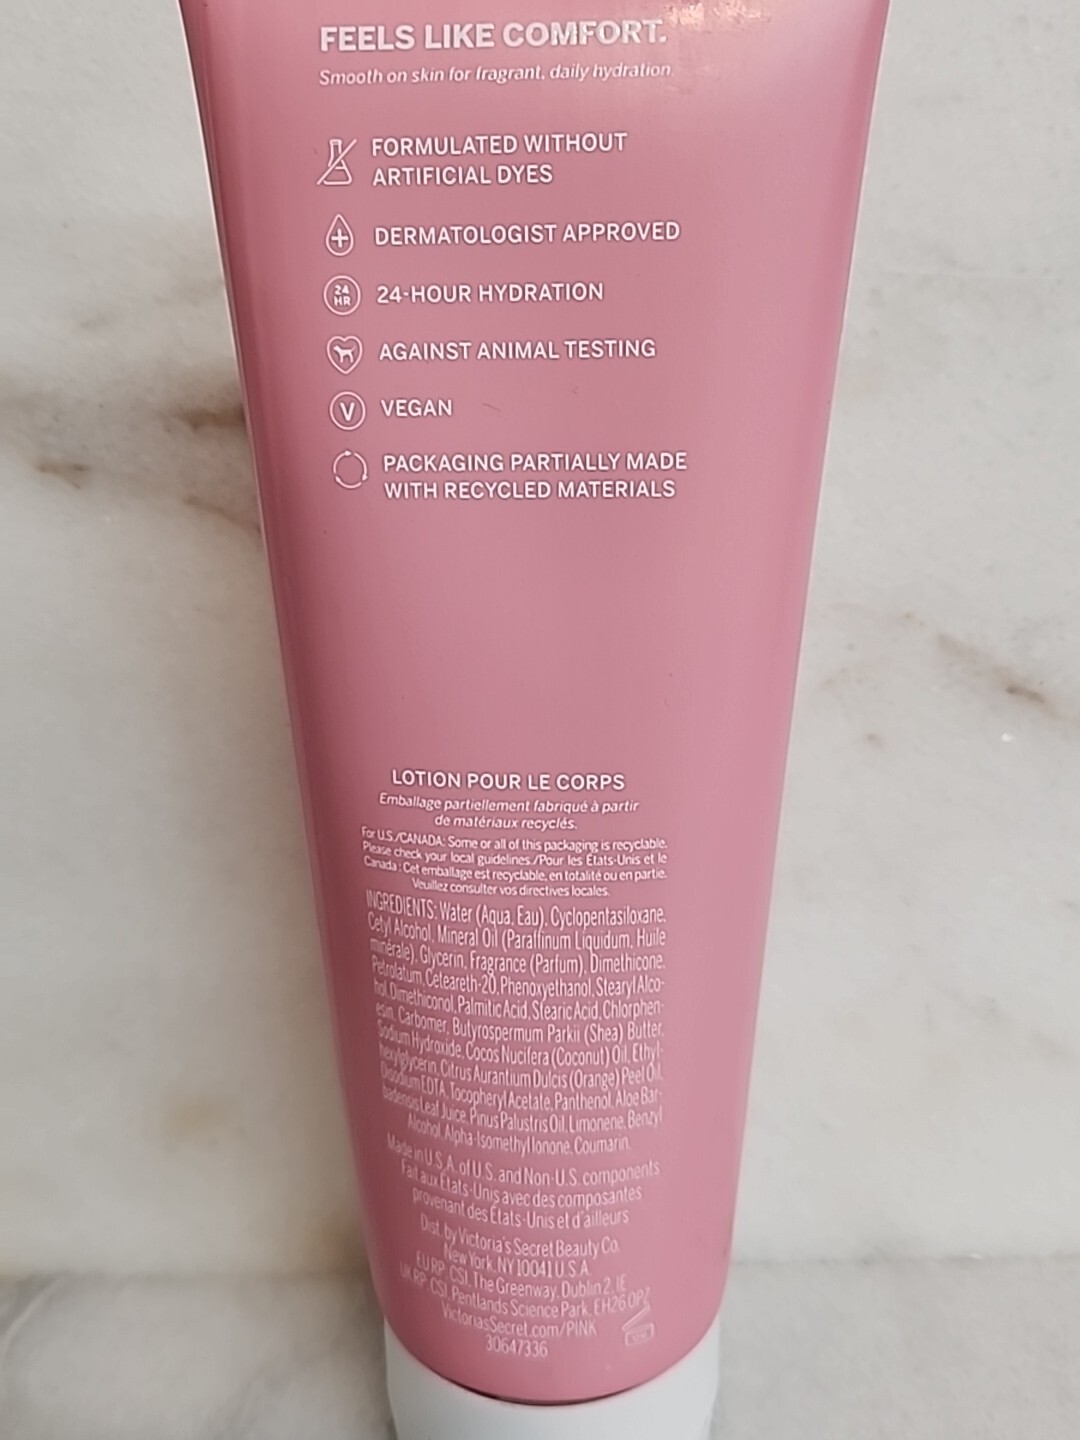 FEELS LIKE COMFORT.
Smooth on skin for fragrant, daily hydration.
FORMULATED WITHOUT
ARTIFICIAL DYES
DERMATOLOGIST APPROVED
24
HR
24-HOUR HYDRATION
AGAINST ANIMAL TESTING
V
VEGAN
PACKAGING PARTIALLY MADE
WITH RECYCLED MATERIALS
LOTION POUR LE CORPS
Emballage partiellement fabriqué à partir
de matériaux recyclés.
For U.S./CANADA: Some or all of this packaging is recyclable.
Please check your local guidelines./Pour les États-Unis et le
Canada : Cet emballage est recyclable, en totalité ou en partie.
Veuillez consulter vos directives locales.
INGREDIENTS: Water (Aqua, Eau), Cyclopentasiloxane,
Cetyl Alcohol, Mineral Oil (Paraffinum Liquidum, Huile
minérale), Glycerin, Fragrance (Parfum), Dimethicone,
Petrolatum, Ceteareth-20, Phenoxyethanol, Stearyl Alco-
hol, Dimethiconol, Palmitic Acid, Stearic Acid, Chlorphen-
esin, Carbomer, Butyrospermum Parkii (Shea) Butter,
Sodium Hydroxide, Cocos Nucifera (Coconut) Oil, Ethyl-
hexylglycerin, Citrus Aurantium Dulcis (Orange) Peel Oil,
Disodium EDTA, Tocopheryl Acetate, Panthenol, Aloe Bar-
badensis Leaf Juice, Pinus Palustris Oil, Limonene, Benzyl
Alcohol, Alpha-Isomethyl Ionone, Coumarin.
Made in U.S.A. of U.S. and Non-U.S. components
Fait aux États-Unis avec des composantes
provenant des États-Unis et d'ailleurs
Dist. by Victoria's Secret Beauty Co.
New York, NY 10041 U.S.A.
EU RP: CSI, The Greenway, Dublin 2, IE
UK RP: CSI, Pentlands Science Park, EH26 0PZ
VictoriasSecret.com/PINK
30647336